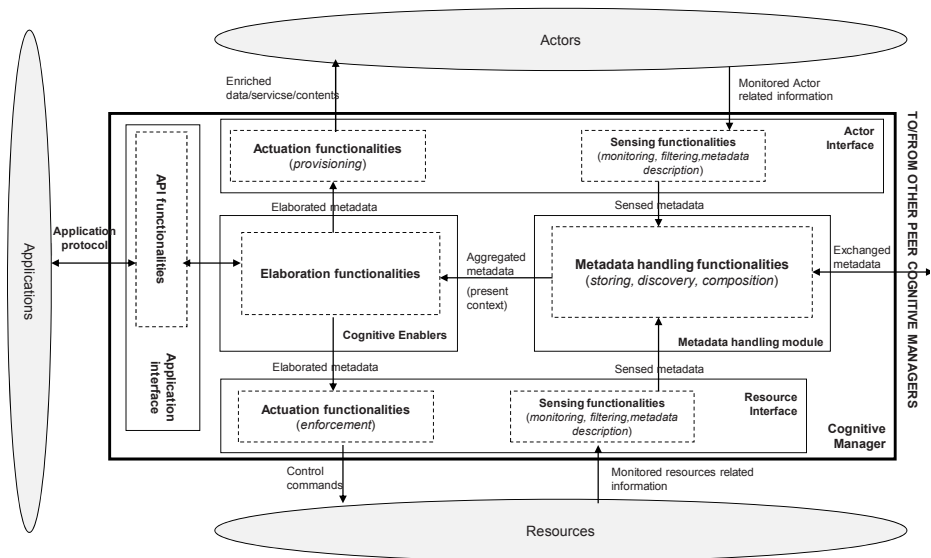 Actors
Enriched
data/servicse/contents
Monitored Actor
related information
TO/FROM OTHER PEER COGNITIVE MANAGERS
Actuation functionalities
(provisioning)
Sensing functionalities
(monitoring, filtering,metadata
description)
Actor
Interface
API functionalities
Elaborated metadata
Sensed metadata
Applications
Application
protocol
Elaboration functionalities
Aggregated
metadata
(present
context)
Metadata handling functionalities
(storing, discovery, composition)
Exchanged
metadata
Cognitive Enablers
Metadata handling module
Application
interface
Elaborated metadata
Sensed metadata
Actuation functionalities
(enforcement)
Sensing functionalities
(monitoring, filtering,metadata
description)
Resource
Interface
Cognitive
Manager
Control
commands
Monitored resources related
information
Resources